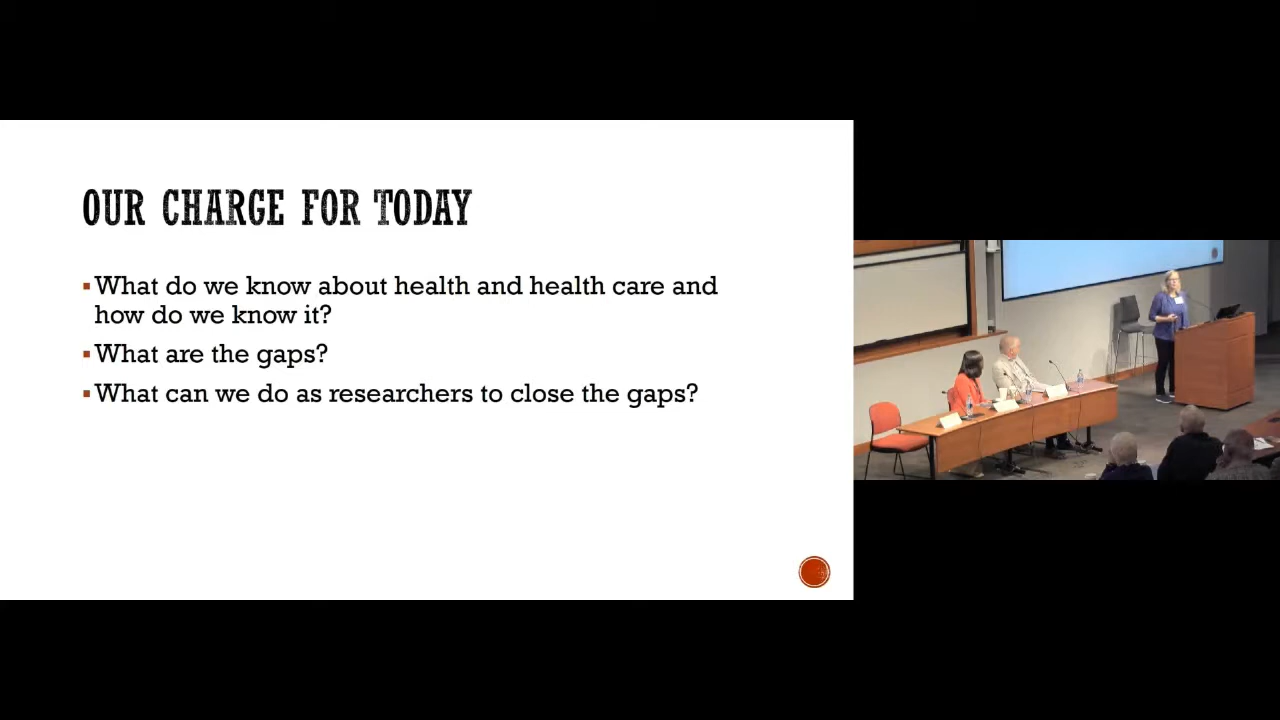 OUR CHARGE FOR TODAY
▪ What do we know about health and health care and
how do we know it?
▪ What are the gaps?
▪ What can we do as researchers to close the gaps?